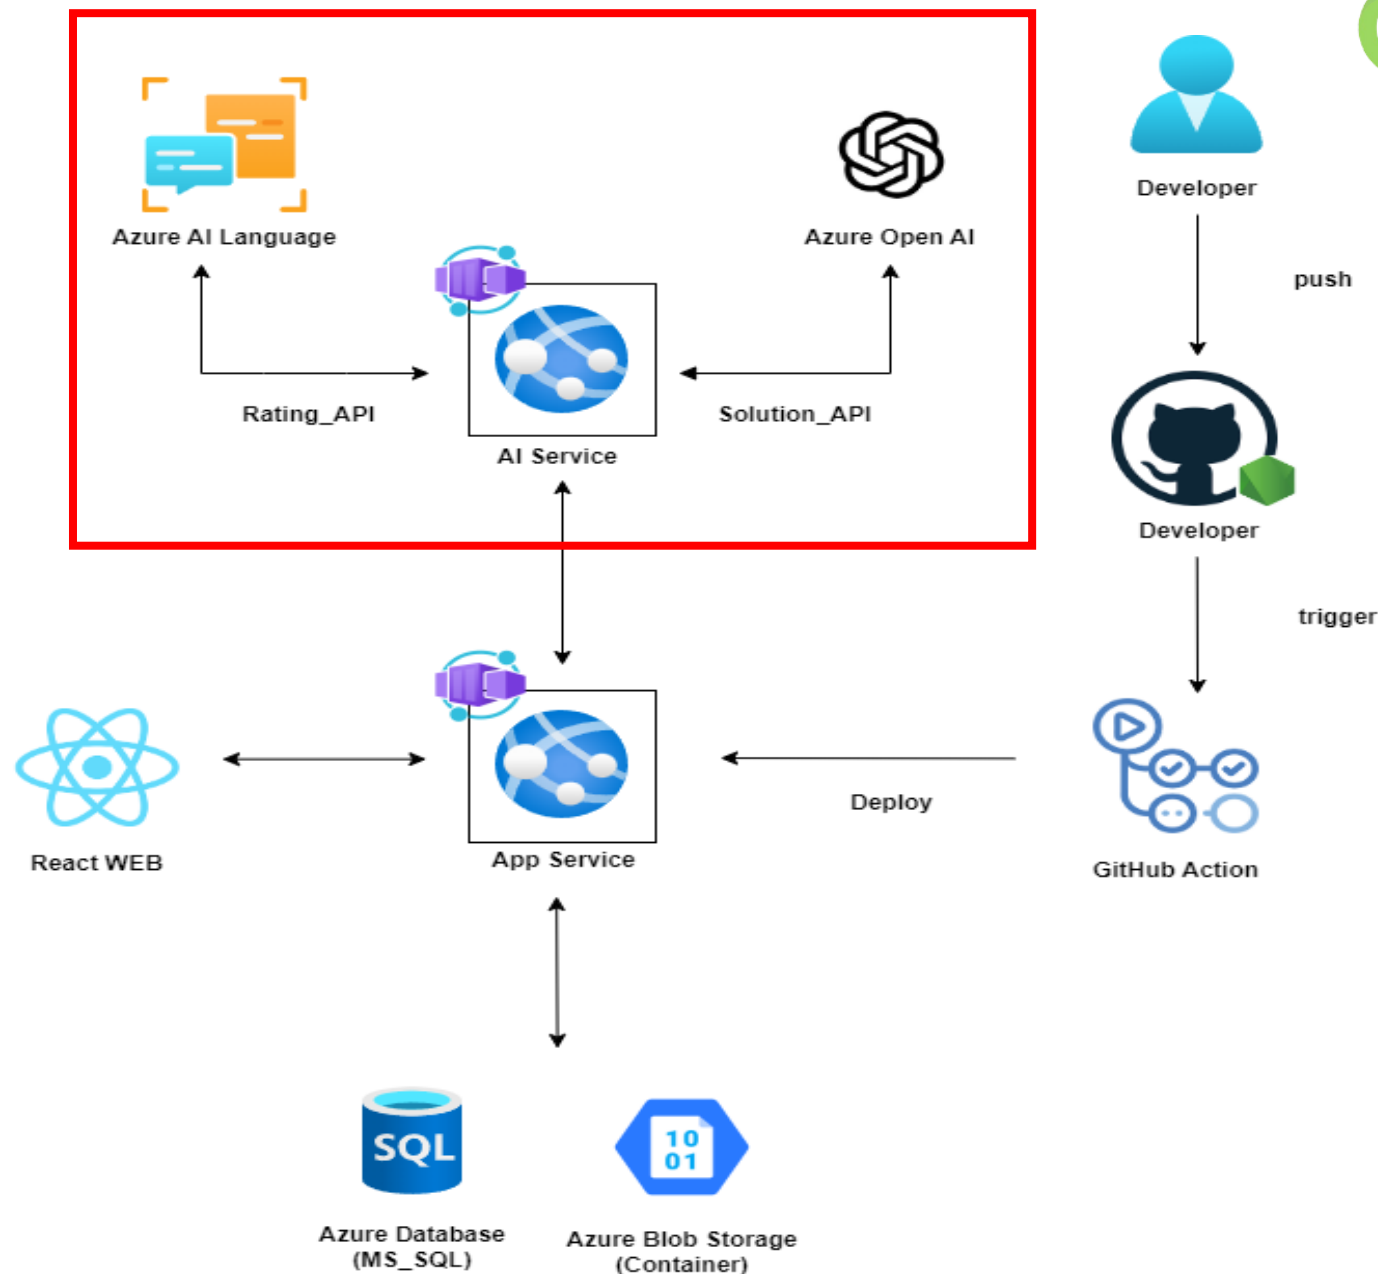 Azure AI Language
Azure Open AI
Developer
push
Rating_API
Solution_API
AI Service
Developer
trigger
React WEB
App Service
Deploy
GitHub Action
SQL
10
01
Azure Database
(MS_SQL)
Azure Blob Storage
(Container)